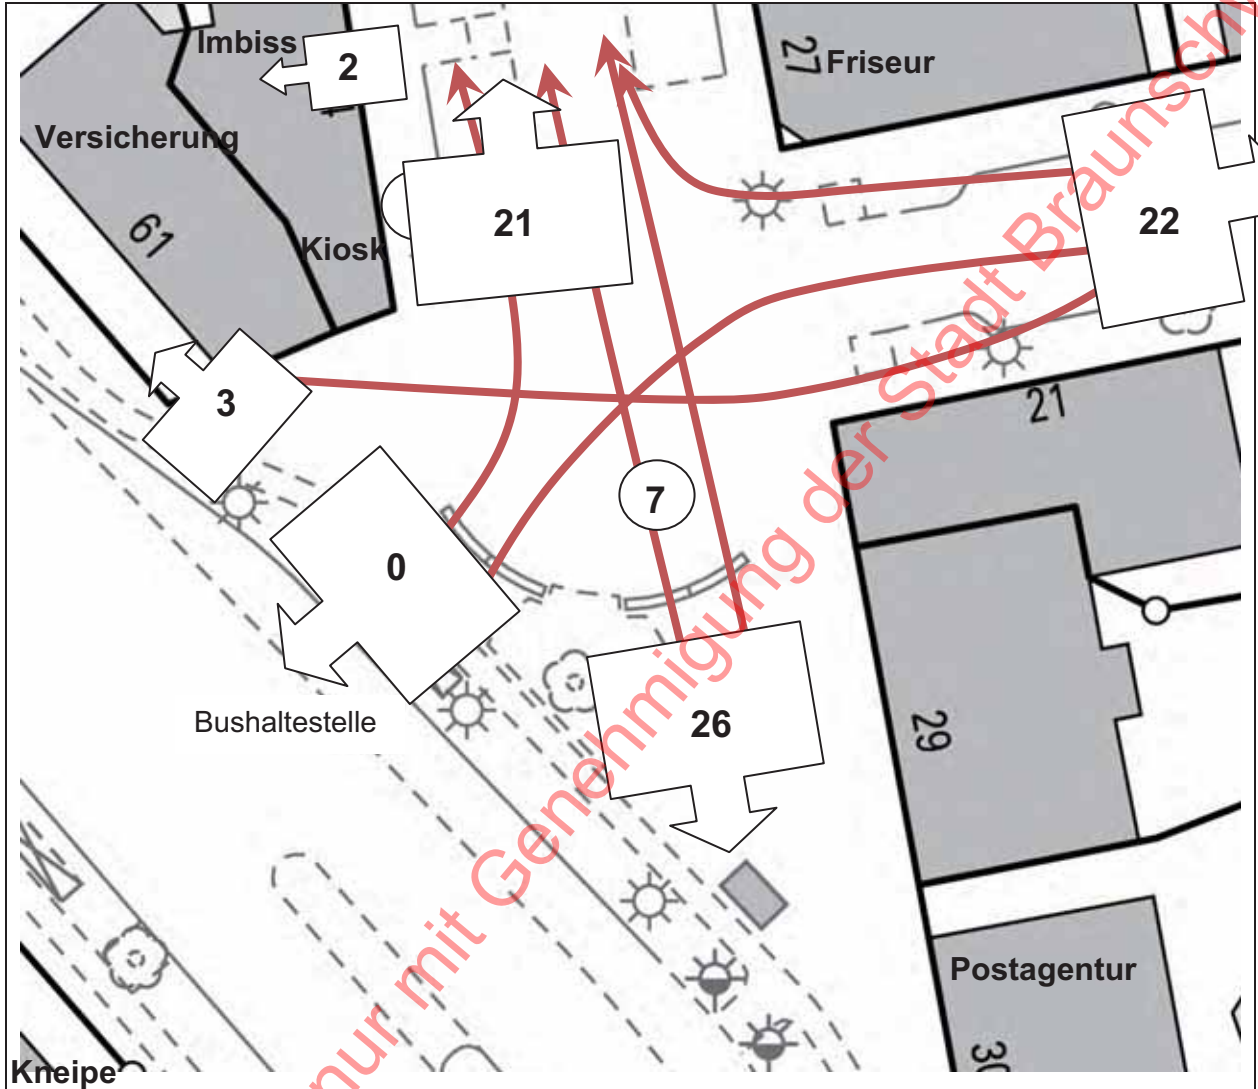 Imbiss
2
27
Friseur
Versicherung
61
21
22
Kiosk
3
21
7
0
26
29
Bushaltestelle
Postagentur
30
Kneipe
nur mit Genehmigung der Stadt Braunschw